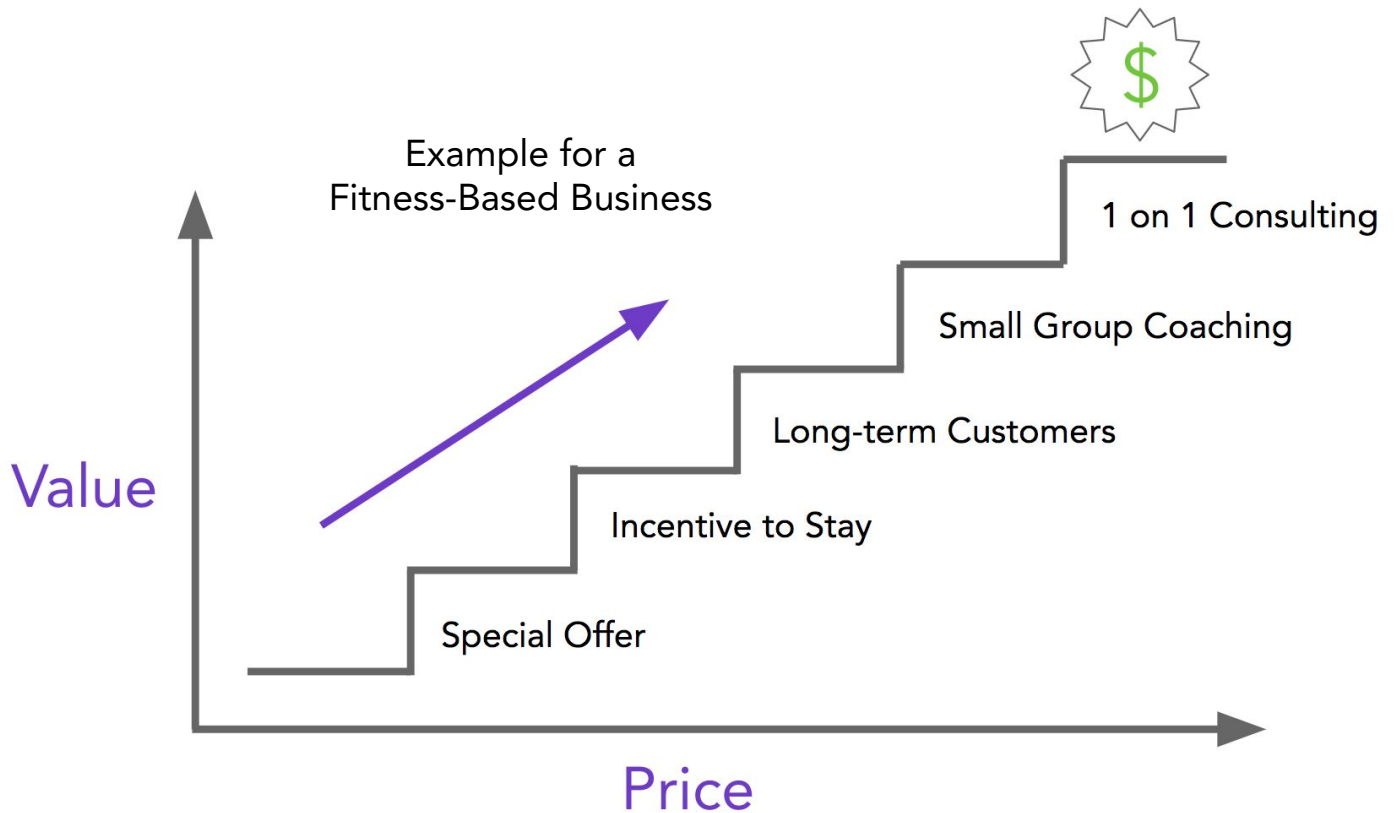 $
Example for a
Fitness-Based Business
1 on 1 Consulting
Small Group Coaching
Long-term Customers
Value
Incentive to Stay
Special Offer
Price